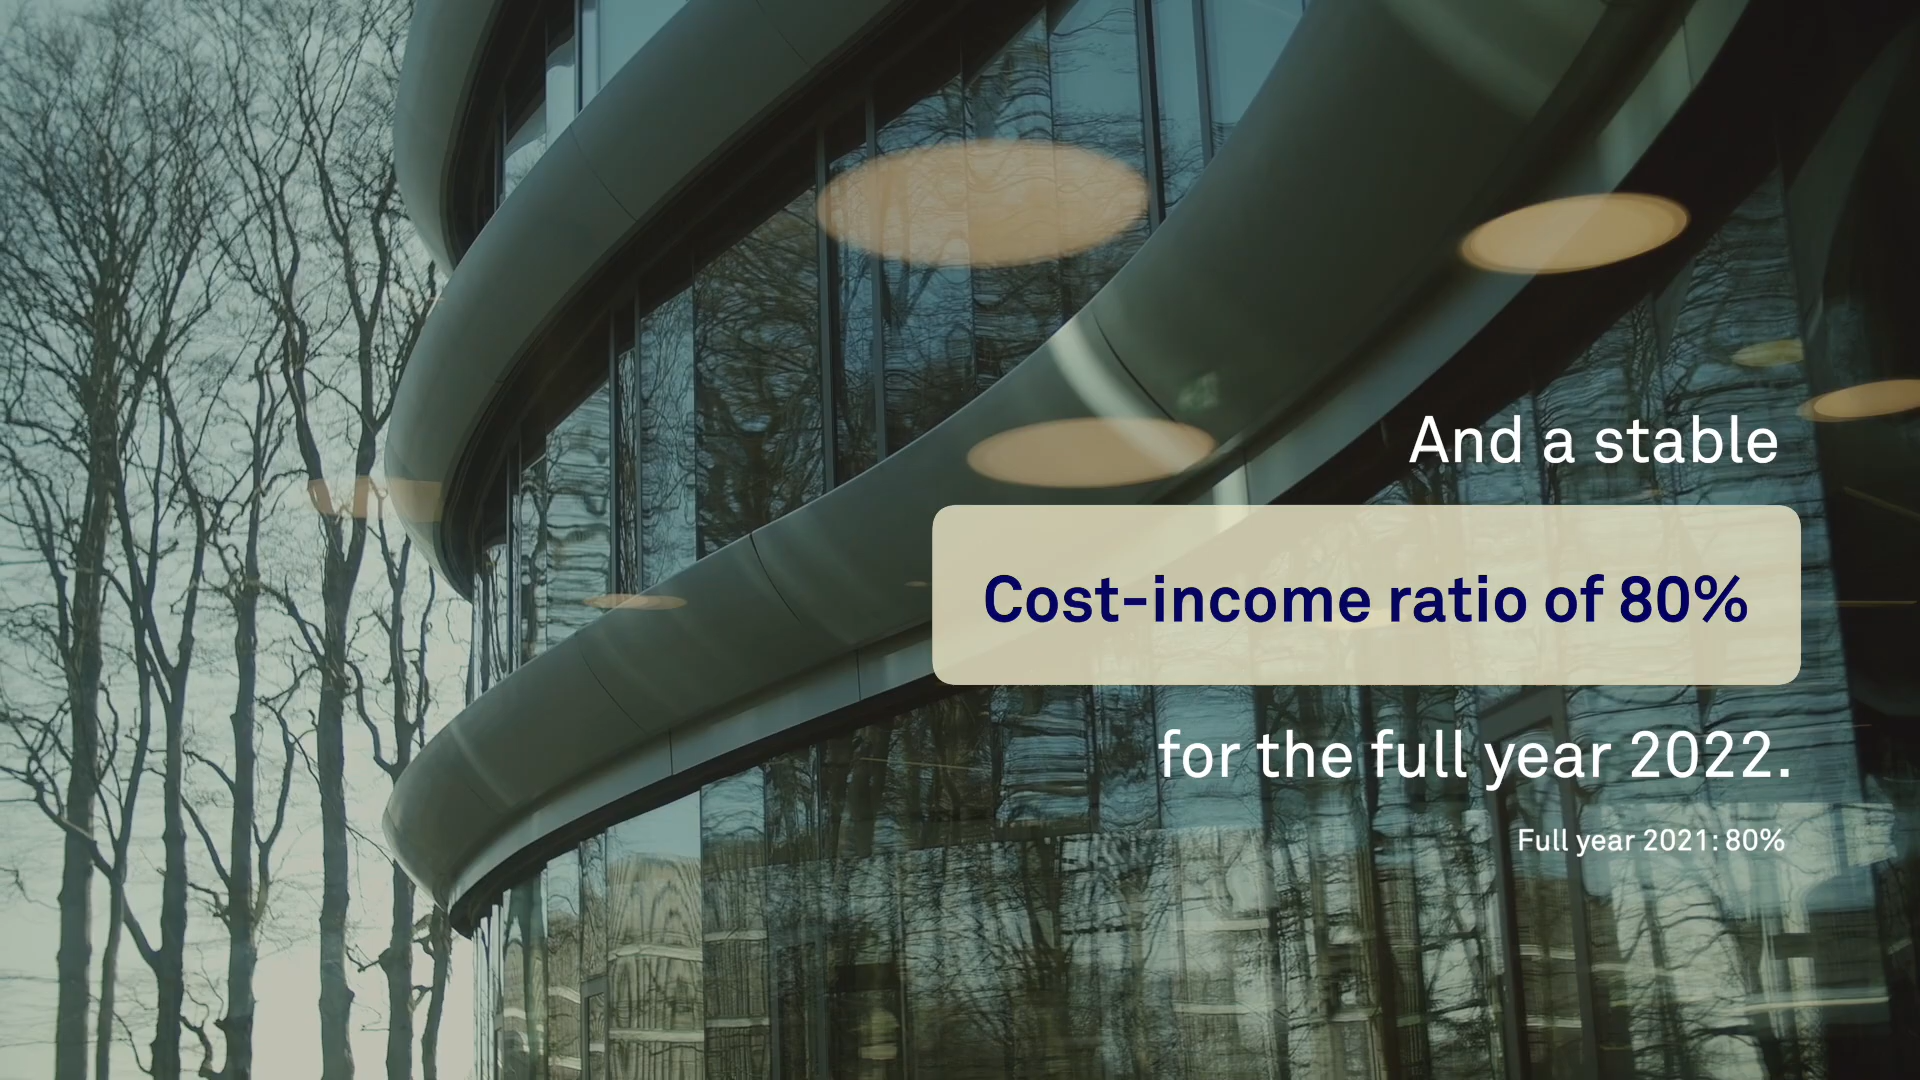 And a stable
Cost-income ratio of 80%
for the full year 2022.
Full year 2021: 80%